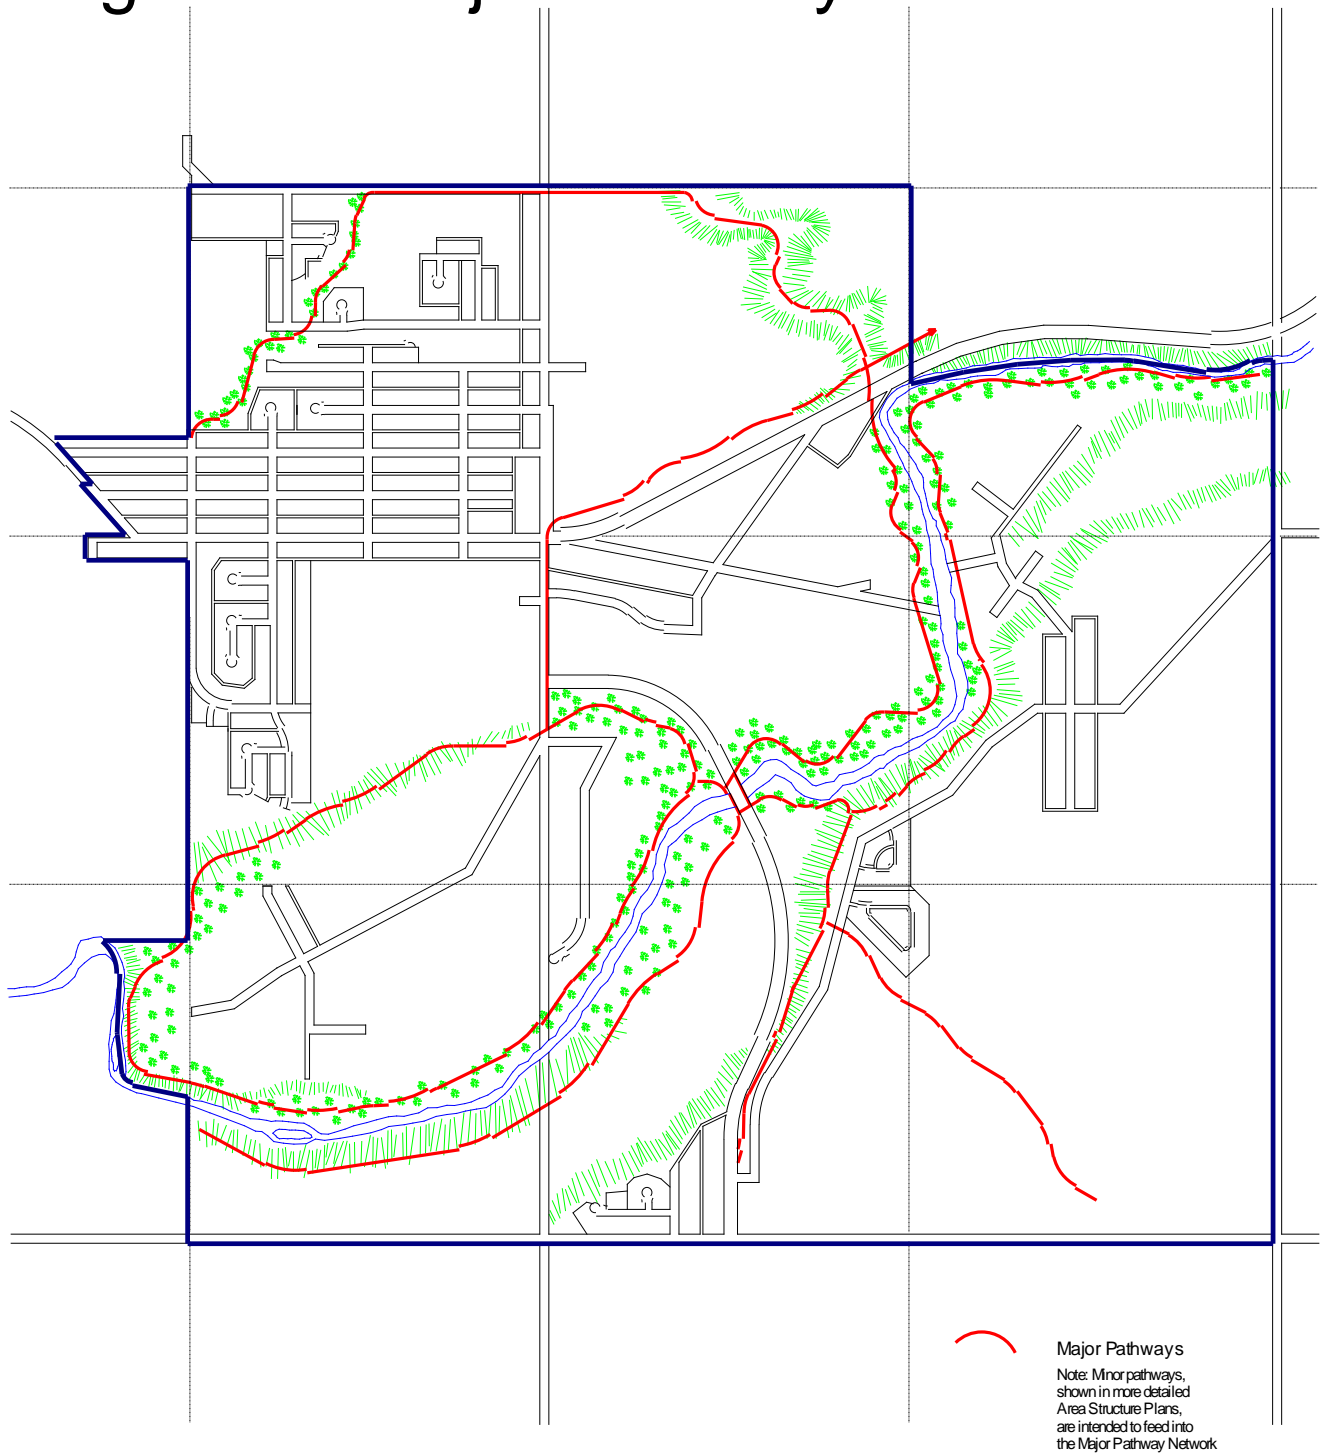 Major Pathways
Note: Minor pathways,
shown in more detailed
Area Structure Plans,
are intended to feed into
the Major Pathway Network